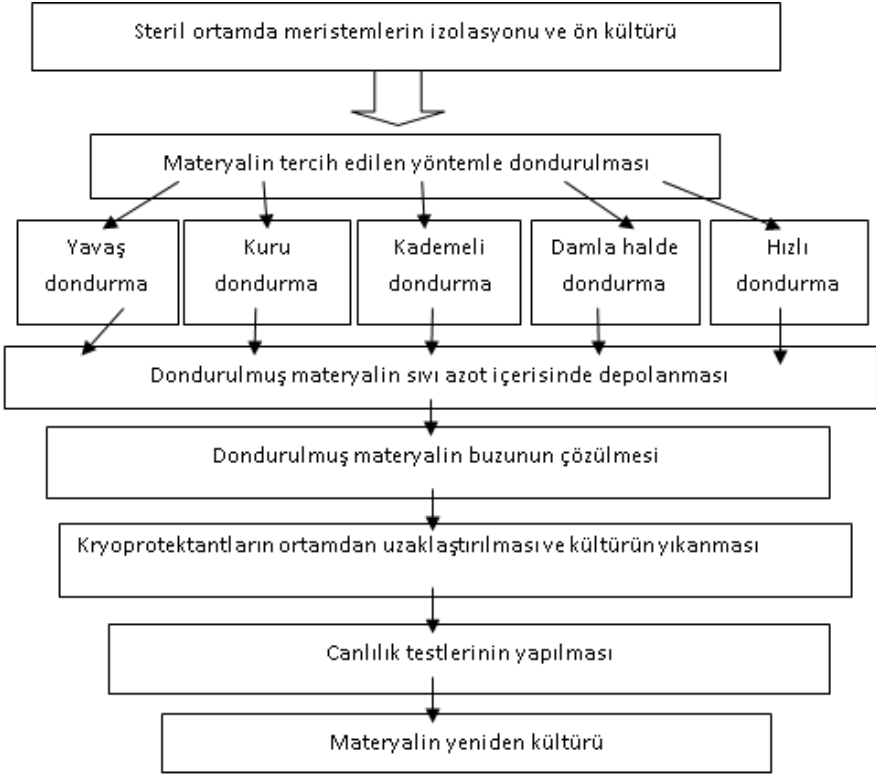 Steril ortamda meristemlerin izolasyonu ve ön kültürü
Materyalin tercih edilen yöntemle dondurulması
Yavaş
dondurma
Kuru
dondurma
Kademeli
dondurma
Damla halde
dondurma
Hızlı
dondurma
Dondurulmuş materyalin sıvı azot içerisinde depolanması
Dondurulmuş materyalin buzunun çözülmesi
Kryoprotektantların ortamdan uzaklaştırılması ve kültürün yıkanması
Canlılık testlerinin yapılması
Materyalin yeniden kültürü